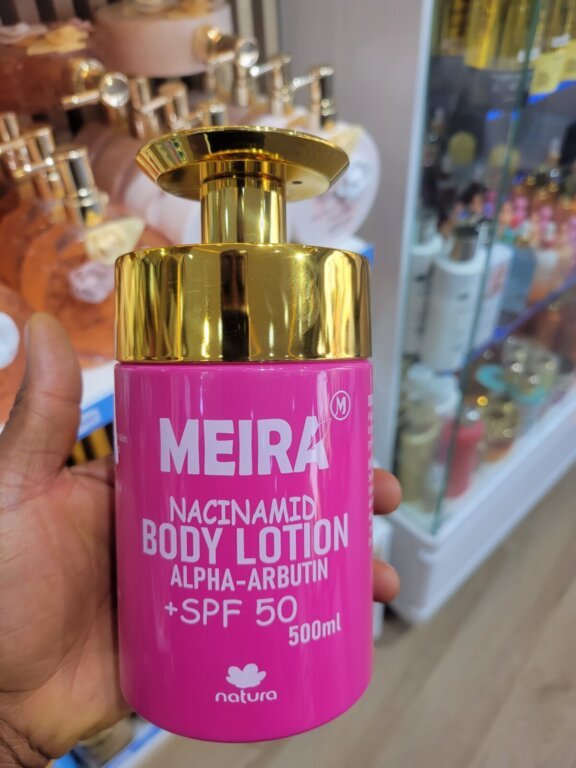 MEIRA M
NACINAMID
BODY LOTION
ALPHA-ARBUTIN
+SPF 50
500ml
natura